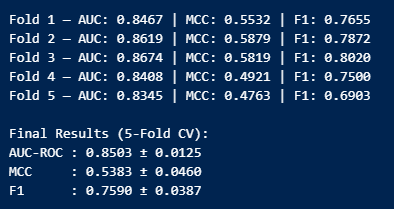 Fold 1 — AUC: 0.8467 | MCC: 0.5532 | F1: 0.7655
Fold 2 — AUC: 0.8619 | MCC: 0.5879 | F1: 0.7872
Fold 3 — AUC: 0.8674 | MCC: 0.5819 | F1: 0.8020
Fold 4 — AUC: 0.8408 | MCC: 0.4921 | F1: 0.7500
Fold 5 — AUC: 0.8345 | MCC: 0.4763 | F1: 0.6903

Final Results (5-Fold CV):
AUC-ROC : 0.8503 ± 0.0125
MCC     : 0.5383 ± 0.0460
F1      : 0.7590 ± 0.0387